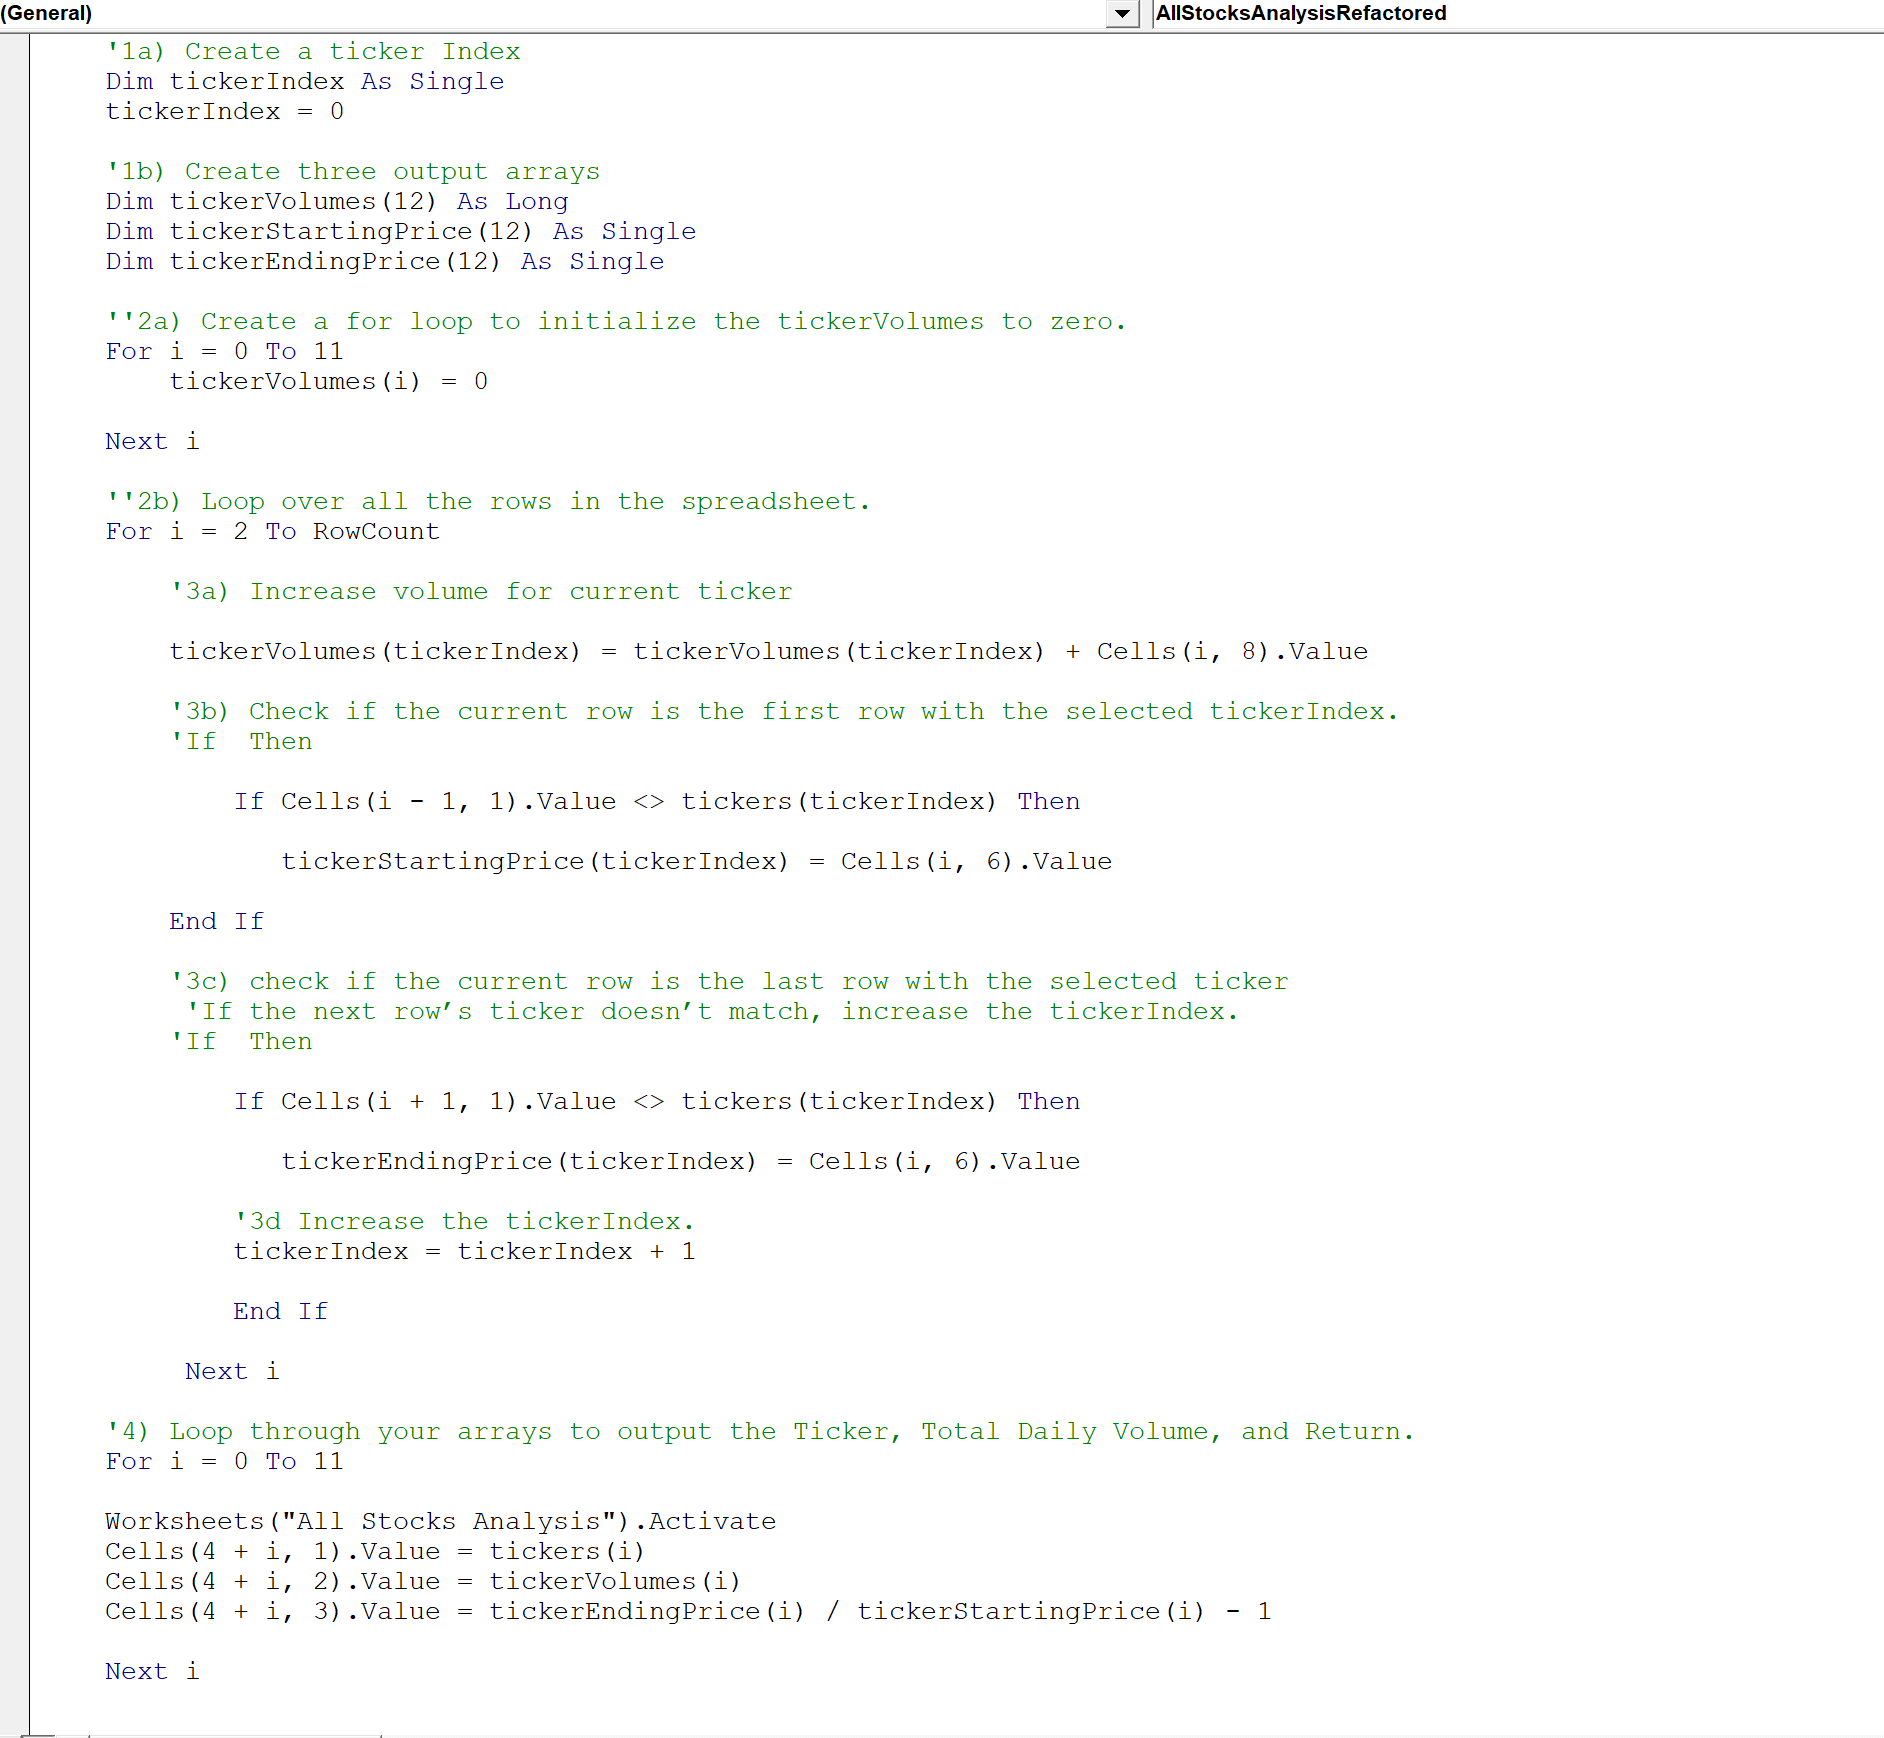 (General) AllStocksAnalysisRefactored
'1a) Create a ticker Index
Dim tickerIndex As Single
tickerIndex = 0
'1b) Create three output arrays
Dim tickerVolumes(12) As Long
Dim tickerStartingPrice(12) As Single
Dim tickerEndingPrice(12) As Single
''2a) Create a for loop to initialize the tickerVolumes to zero.
For i = 0 To 11
tickerVolumes(i) = 0
Next i
''2b) Loop over all the rows in the spreadsheet.
For i = 2 To RowCount
'3a) Increase volume for current ticker
tickerVolumes(tickerIndex) = tickerVolumes(tickerIndex) + Cells(i, 8).Value
'3b) Check if the current row is the first row with the selected tickerIndex.
'If  Then
If Cells(i - 1, 1).Value <> tickers(tickerIndex) Then
tickerStartingPrice(tickerIndex) = Cells(i, 6).Value
End If
'3c) check if the current row is the last row with the selected ticker
'If the next row’s ticker doesn’t match, increase the tickerIndex.
'If  Then
If Cells(i + 1, 1).Value <> tickers(tickerIndex) Then
tickerEndingPrice(tickerIndex) = Cells(i, 6).Value
'3d Increase the tickerIndex.
tickerIndex = tickerIndex + 1
End If
Next i
'4) Loop through your arrays to output the Ticker, Total Daily Volume, and Return.
For i = 0 To 11
Worksheets("All Stocks Analysis").Activate
Cells(4 + i, 1).Value = tickers(i)
Cells(4 + i, 2).Value = tickerVolumes(i)
Cells(4 + i, 3).Value = tickerEndingPrice(i) / tickerStartingPrice(i) - 1
Next i